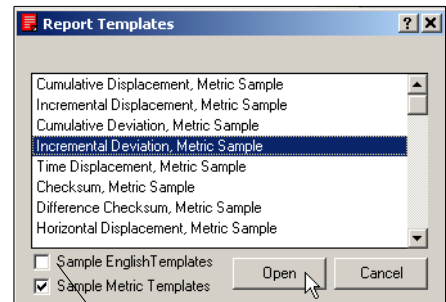 Report Templates
Cumulative Displacement, Metric Sample
Incremental Displacement, Metric Sample
Cumulative Deviation, Metric Sample
Incremental Deviation, Metric Sample
Time Displacement, Metric Sample
Checksum, Metric Sample
Difference Checksum, Metric Sample
Horizontal Displacement, Metric Sample
Sample EnglishTemplates
Sample Metric Templates
Open
Cancel